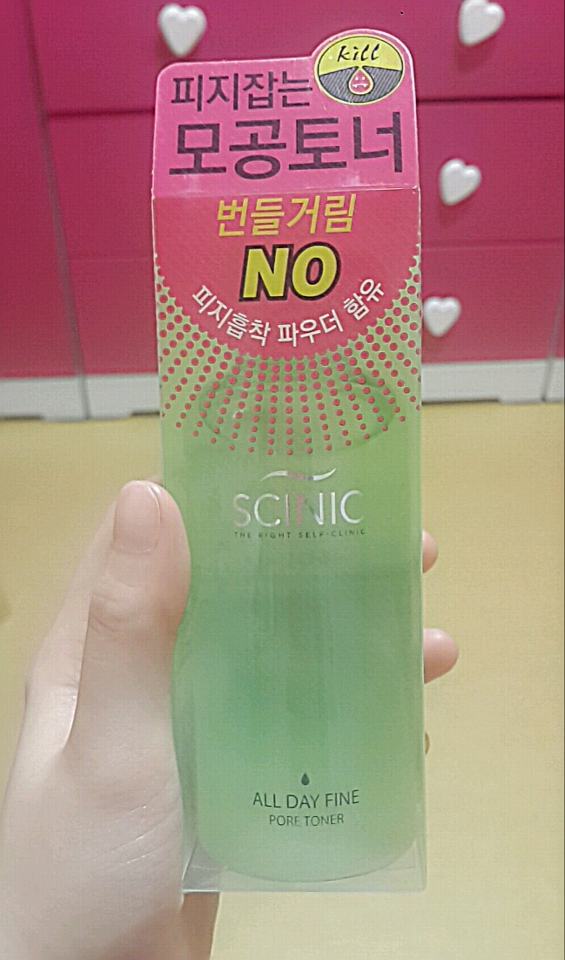 kill
피지잡는
모공토너
번들거림
NO
피지흡착 파우더 함유
SCINIC
THE RIGHT SELF-CLINIC
ALL DAY FINE
PORE TONER